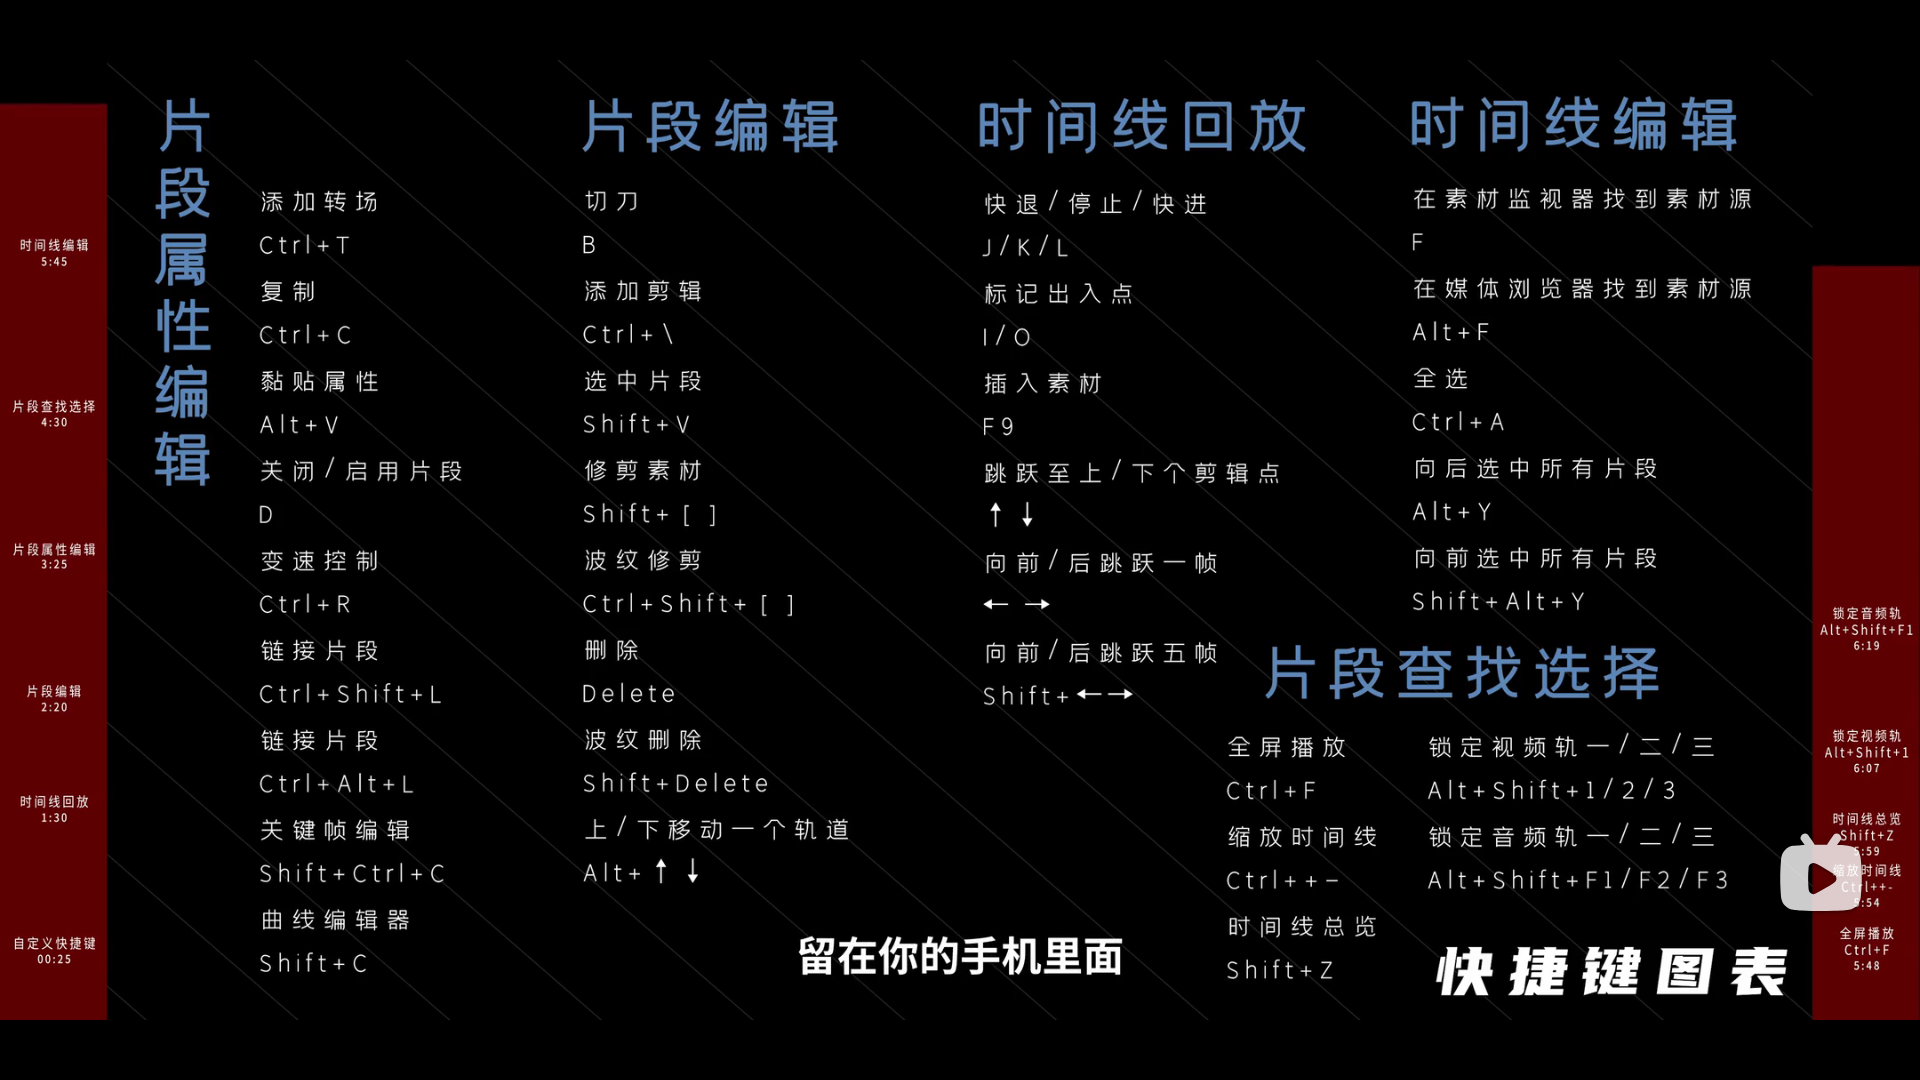 时间线编辑
5:45
片段查找选择
4:30
片段属性编辑
3:25
片段编辑
2:20
时间线回放
1:30
自定义快捷键
00:25
片段属性编辑
添加转场
Ctrl+T
复制
Ctrl+C
黏贴属性
Alt+V
关闭/启用片段
D
变速控制
Ctrl+R
链接片段
Ctrl+Shift+L
链接片段
Ctrl+Alt+L
关键帧编辑
Shift+Ctrl+C
曲线编辑器
Shift+C
片段编辑
切刀
B
添加剪辑
Ctrl+\
选中片段
Shift+V
修剪素材
Shift+[ ]
波纹修剪
Ctrl+Shift+[ ]
删除
Delete
波纹删除
Shift+Delete
上/下移动一个轨道
Alt+↑↓
时间线回放
快退/停止/快进
J/K/L
标记出入点
I/O
插入素材
F9
跳跃至上/下个剪辑点
↑↓
向前/后跳跃一帧
← →
向前/后跳跃五帧
Shift+←→
时间线编辑
在素材监视器找到素材源
F
在媒体浏览器找到素材源
Alt+F
全选
Ctrl+A
向后选中所有片段
Alt+Y
向前选中所有片段
Shift+Alt+Y
片段查找选择
全屏播放
Ctrl+F
缩放时间线
Ctrl++−
时间线总览
Shift+Z
锁定视频轨一/二/三
Alt+Shift+1/2/3
锁定音频轨一/二/三
Alt+Shift+F1/F2/F3
留在你的手机里面
快捷键图表
锁定音频轨
Alt+Shift+F1
6:19
锁定视频轨
Alt+Shift+1
6:07
时间线总览
Shift+Z
5:59
缩放时间线
Ctrl++-
5:54
全屏播放
Ctrl+F
5:48